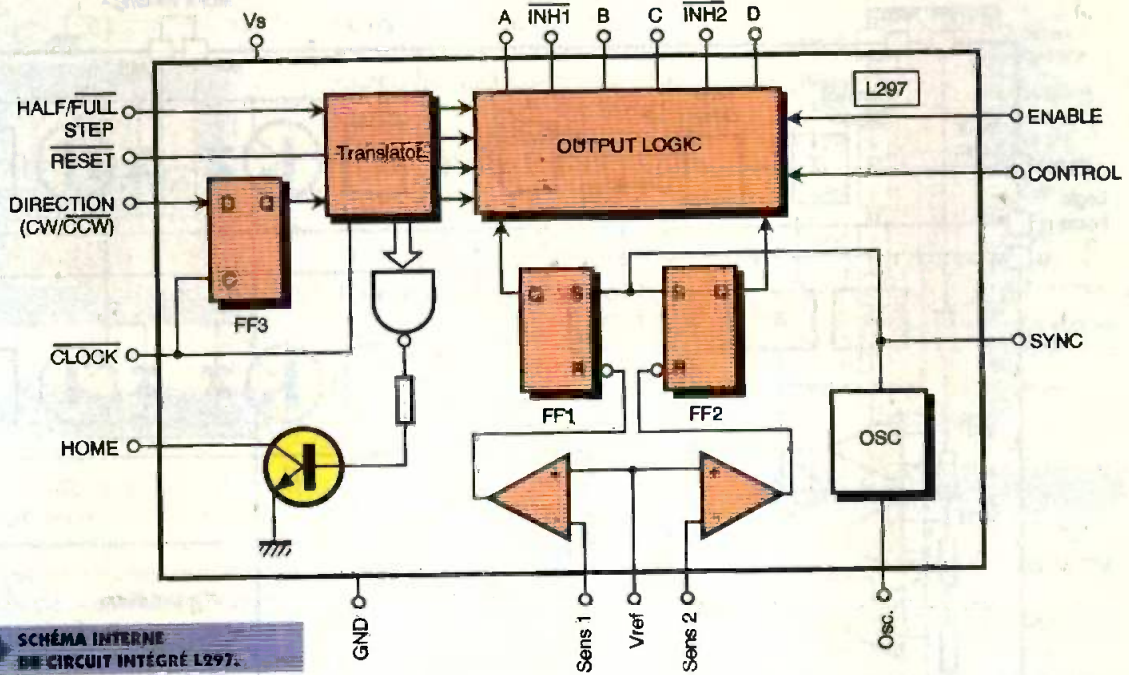 Vs
A
INH1
B
C
INH2
D
L297
HALF/FULL
STEP
RESET
DIRECTION
(CW/CCW)
Translator
OUTPUT LOGIC
ENABLE
CONTROL
D Q
C
FF3
Q S
R
FF1
S Q
R
FF2
CLOCK
SYNC
HOME
OSC
+
-
+
-
GND
Sens 1
Vref
Sens 2
Osc.
SCHÉMA INTERNE
DE CIRCUIT INTÉGRÉ L297.